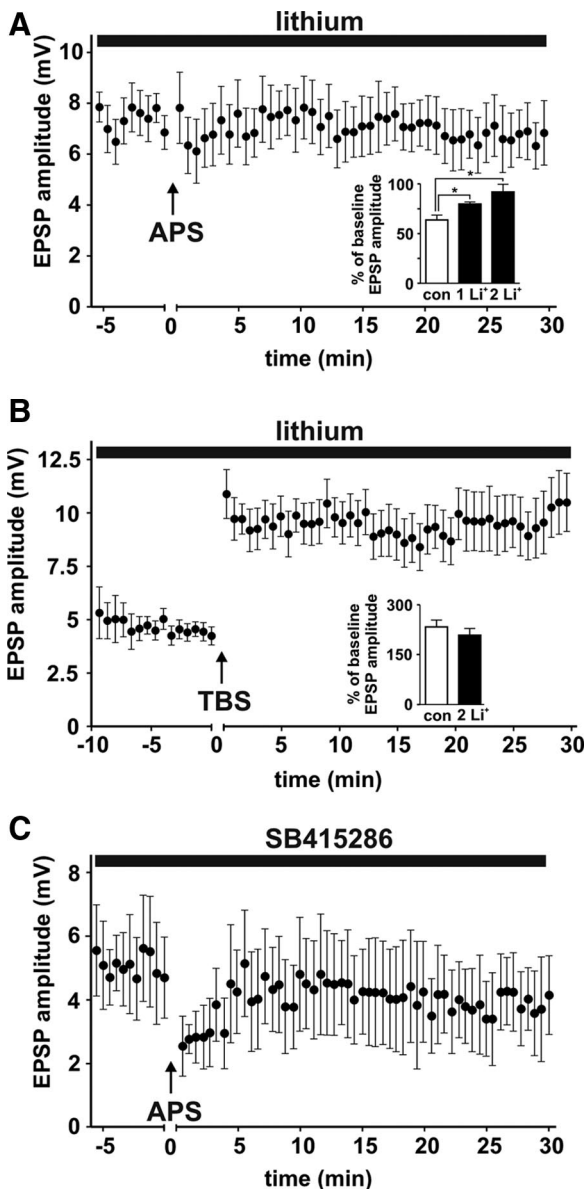 A
lithium
EPSP amplitude (mV)
10
8
6
4
2
0
APS
% of baseline
EPSP amplitude
100
50
0
*
*
con 1 Li+ 2 Li+
-5 0 5 10 15 20 25 30
time (min)
B
lithium
EPSP amplitude (mV)
12.5
10
7.5
5
2.5
0
TBS
% of baseline
EPSP amplitude
300
150
0
con 2 Li+
-10 -5 0 5 10 15 20 25 30
time (min)
C
SB415286
EPSP amplitude (mV)
8
6
4
2
0
APS
-5 0 5 10 15 20 25 30
time (min)